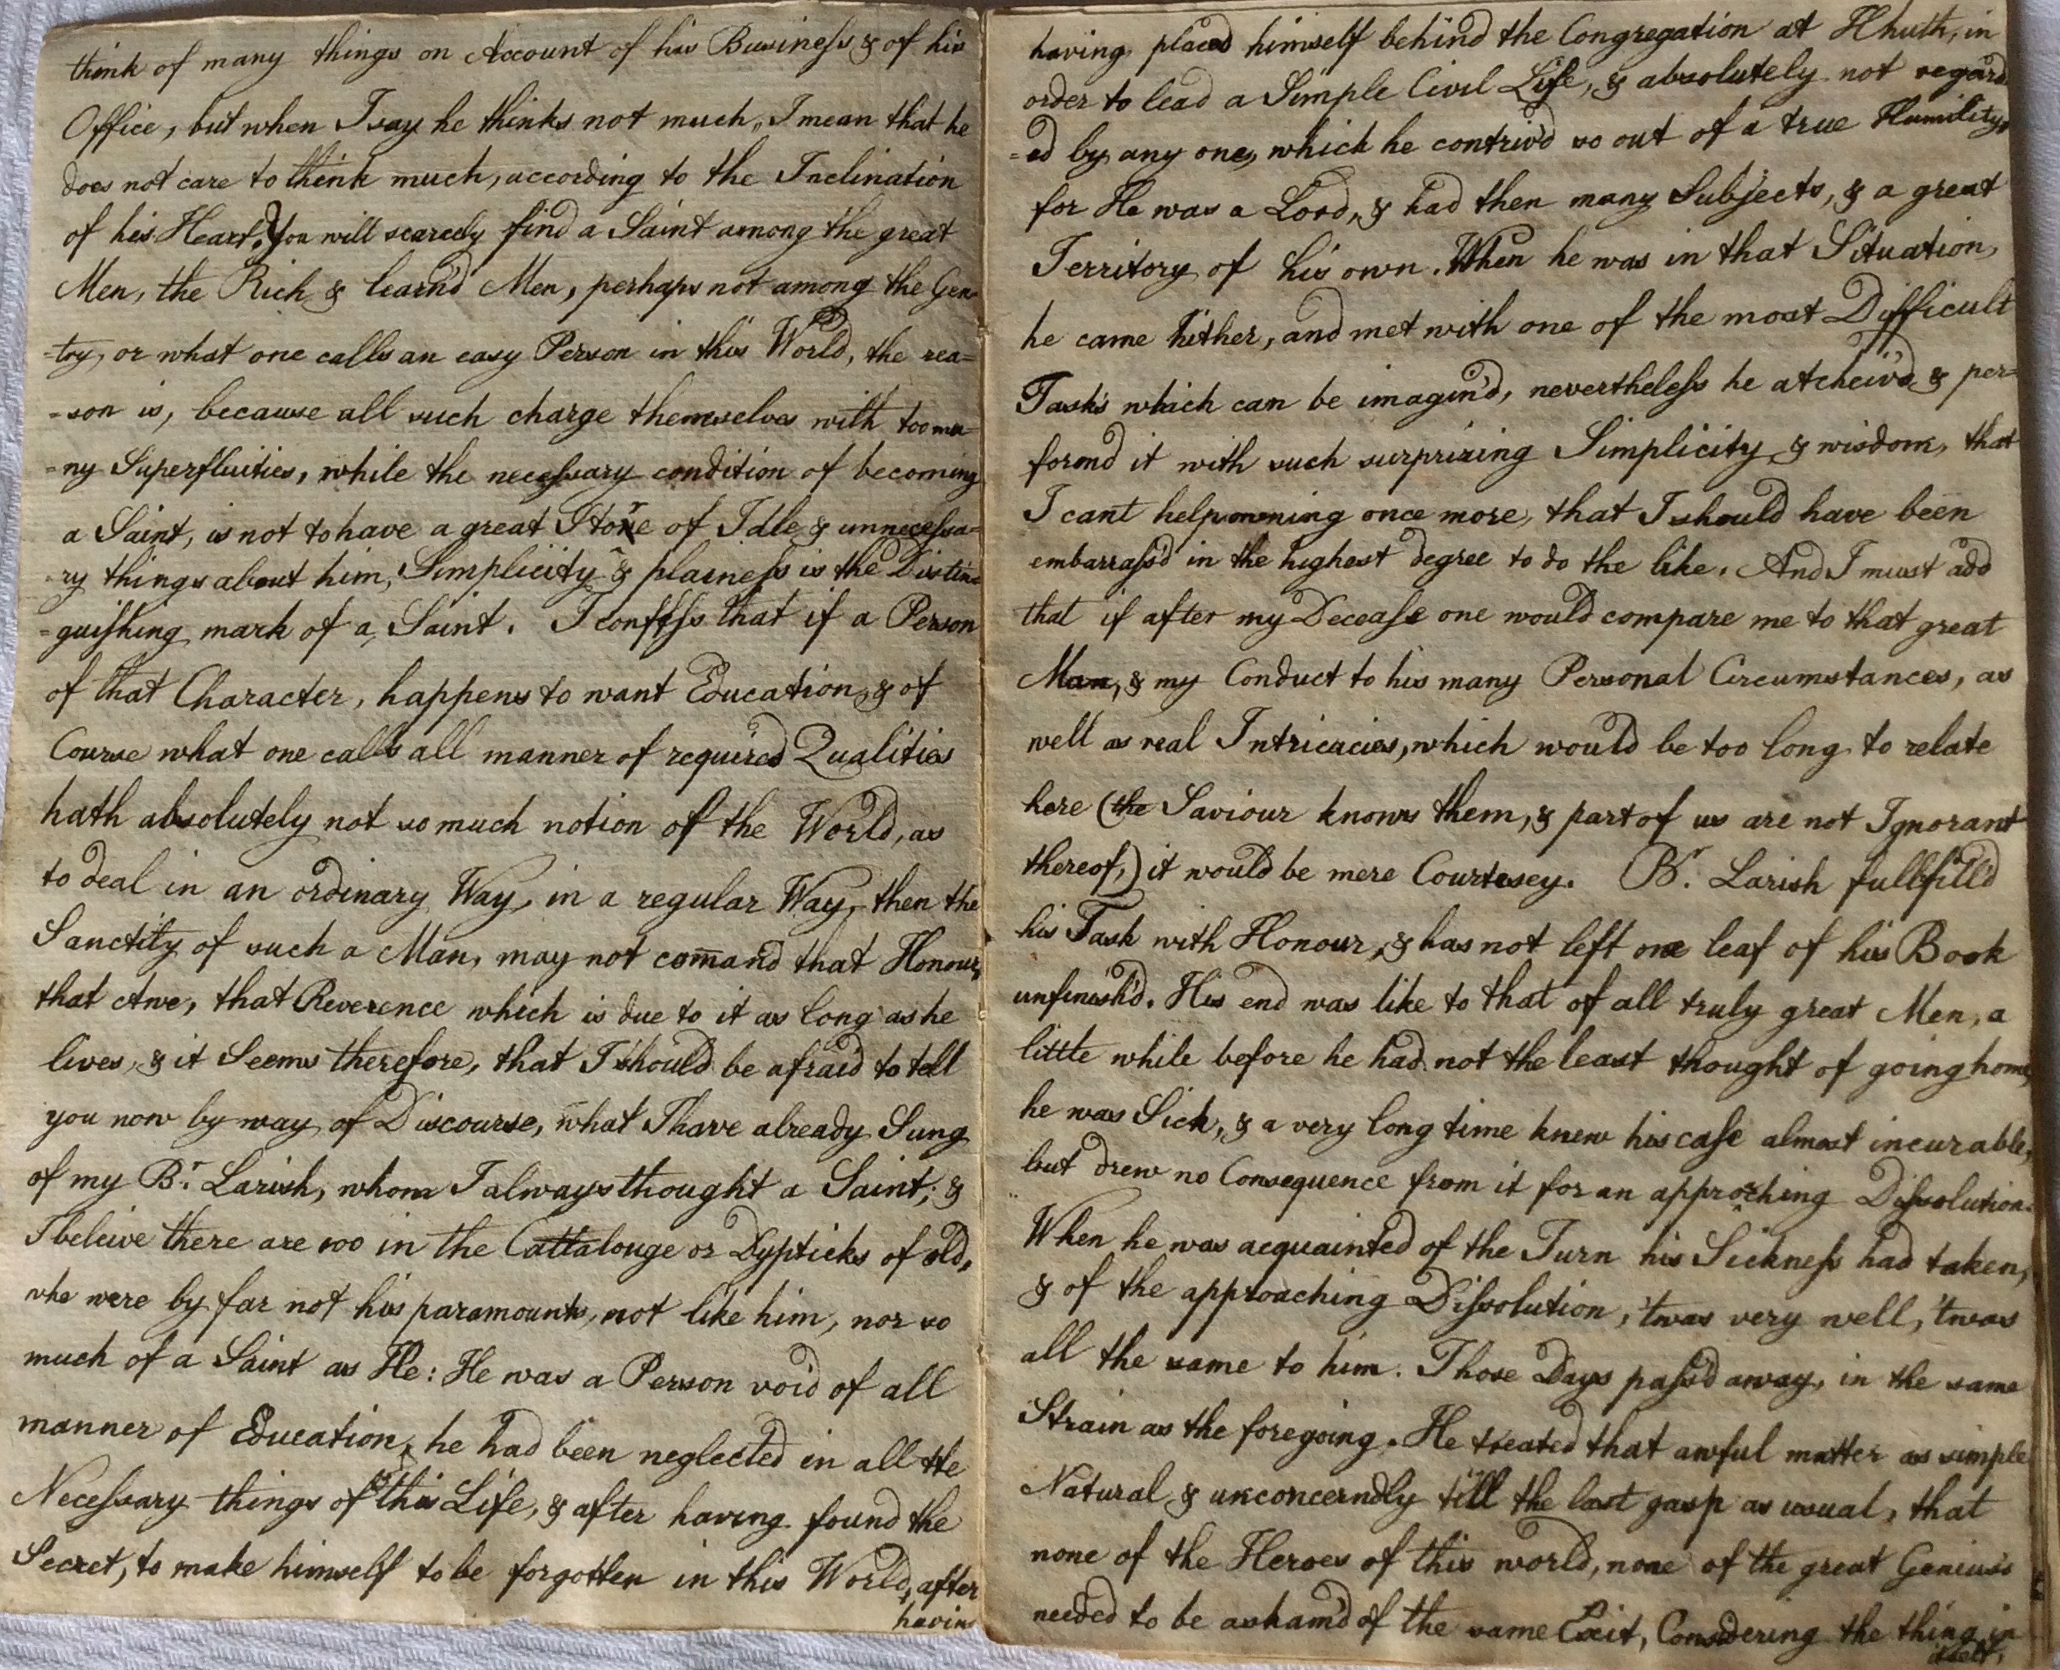 think of many things on Account of his Business & of his
Office, but when I say he thinks not much, I mean that he
does not care to think much, according to the Inclination
of his Heart. You will scarcely find a Saint among the great
Men, the Rich & learn'd Men, perhaps not among the Gen-
-try, or what one calls an easy Person in this World, the rea=
-son is, because all such charge themselves with too ma-
-ny Superfluities, while the necessary condition of becoming
a Saint, is not to have a great Store of Idle & unnecessa-
-ry things about him, Simplicity & plainess is the Distin-
-guishing mark of a Saint. I confess that if a Person
of that Character, happens to want Education, & of
Course what one calls all manner of required Qualities
hath absolutely not so much notion of the World, as
to deal in an ordinary Way, in a regular Way, then the
Sanctity of such a Man, may not comand that Honour,
that Awe, that Reverence which is due to it as long as he
lives, & it Seems therefore, that I should be afraid to tell
you now by way of Discourse, what I have already Sung
of my Br. Larish, whom I always thought a Saint; &
I beleive there are 100 in the Cattalouge or Dypticks of old,
who were by far not his paramounts, not like him, nor so
much of a Saint as He: He was a Person void of all
manner of Education, he had been neglected in all the
Necessary things of this Life, & after having found the
Secret, to make himself to be forgotten in this World, after
havin
having placed himself behind the Congregation at Hhuth, in
order to lead a Simple Civil Life, & absolutely not regard
=ed by any one, which he contriv'd so out of a true Humility,
for He was a Lord, & had then many Subjects, & a great
Territory of his own. When he was in that Situation,
he came hither, and met with one of the most Difficult
Tasks which can be imagin'd, nevertheless he atcheiv'd & per=
formd it with such surprizing Simplicity & wisdom, that
I cant help owning once more, that I should have been
embarrass'd in the highest degree to do the like. And I must add
that if after my Decease one would compare me to that great
Man, & my Conduct to his many Personal Circumstances, as
well as real Intricacies, which would be too long to relate
here (the Saviour knows them, & part of us are not Ignorant
thereof,) it would be mere Courtesey. Br. Larish fullfill'd
his Task with Honour, & has not left one leaf of his Book
unfinish'd. His end was like to that of all truly great Men, a
little while before he had not the least thought of going home,
he was Sick, & a very long time knew his case almost incurable,
but drew no Consequence from it for an approching Dissolution.
When he was acquainted of the Turn his Sickness had taken,
& of the approaching Dissolution, 'twas very well, 'twas
all the same to him. Those Days pass'd away, in the same
Strain as the foregoing. He treated that awful matter as simple
Natural & unconcerndly till the last gasp as usual, that
none of the Heroes of this world, none of the great Genius's
needed to be asham'd of the same Exit, Considering the thing in
itself,